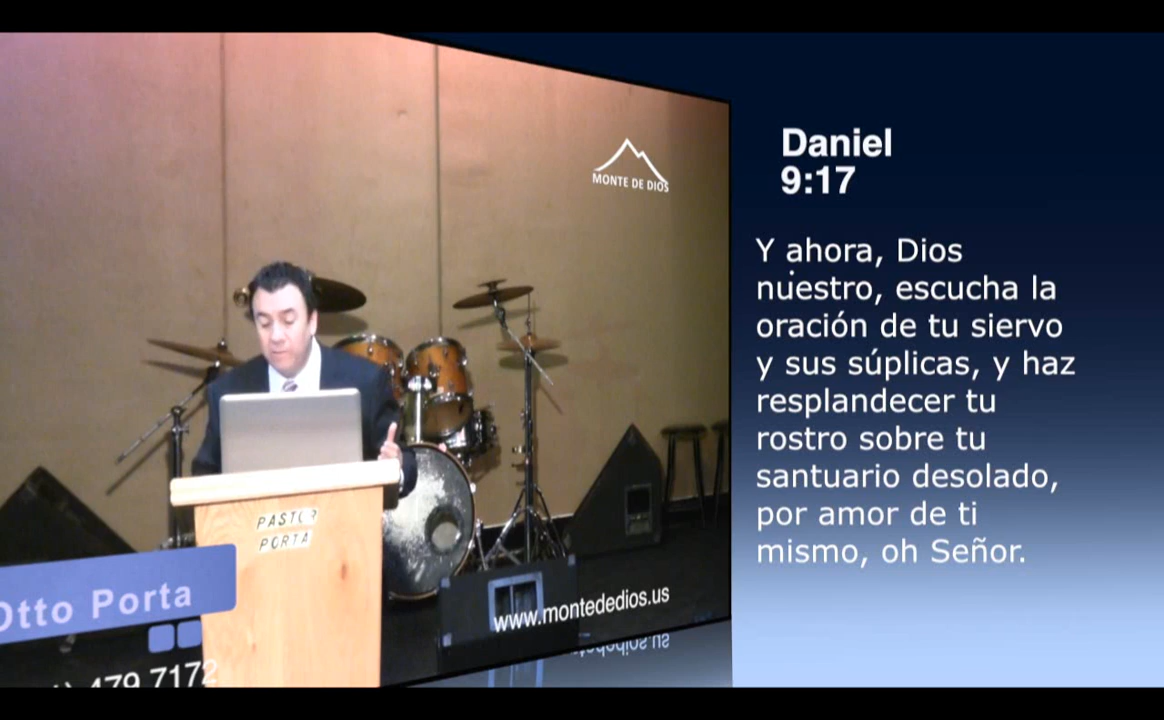 MONTE DE DIOS
PASTOR
PORTA
Otto Porta
479 7172
www.montededios.us
Daniel
9:17
Y ahora, Dios
nuestro, escucha la
oración de tu siervo
y sus súplicas, y haz
resplandecer tu
rostro sobre tu
santuario desolado,
por amor de ti
mismo, oh Señor.